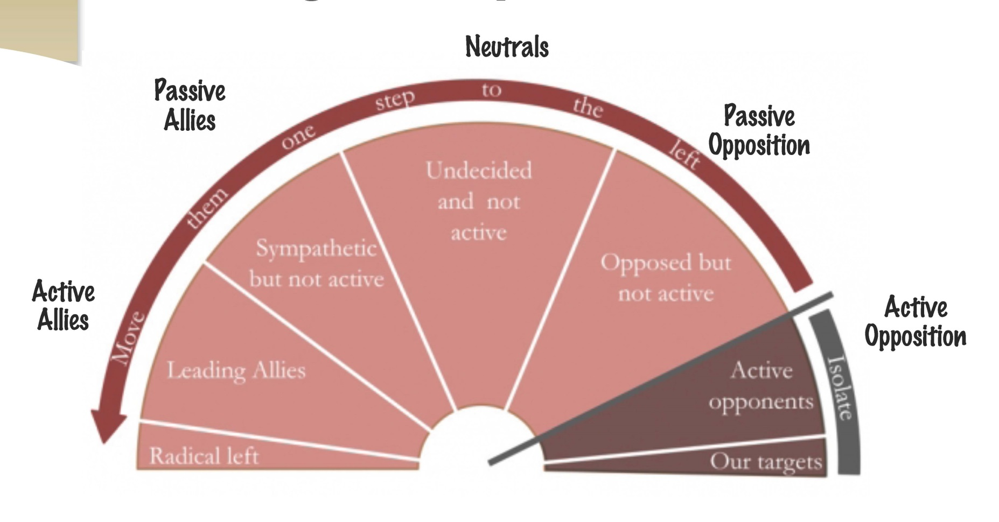 Neutrals
Passive
Allies
Passive
Opposition
Active
Allies
Active
Opposition
Move them one step to the left
Isolate
Undecided
and not
active
Sympathetic
but not active
Opposed but
not active
Leading Allies
Active
opponents
Radical left
Our targets